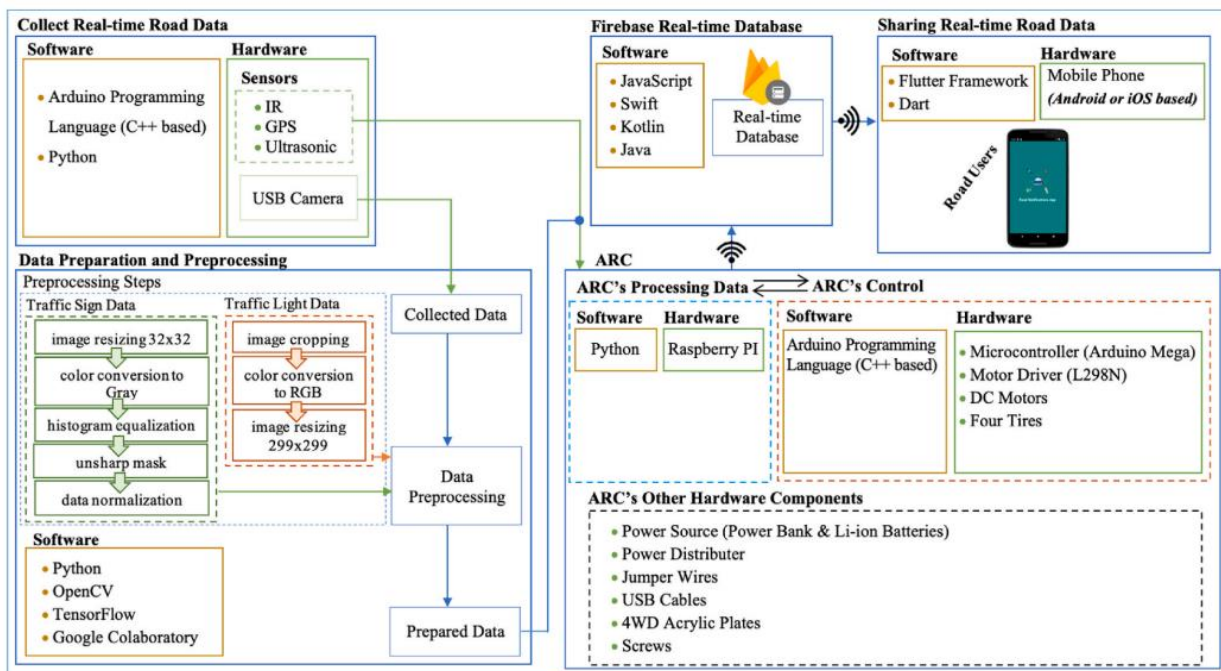 Collect Real-time Road Data
Software
Arduino Programming
Language (C++ based)
Python
Hardware
Sensors
IR
GPS
Ultrasonic
USB Camera
Firebase Real-time Database
Software
JavaScript
Swift
Kotlin
Java
Real-time
Database
Sharing Real-time Road Data
Software
Flutter Framework
Dart
Hardware
Mobile Phone
(Android or iOS based)
Road Users
Data Preparation and Preprocessing
Preprocessing Steps
Traffic Sign Data
image resizing 32x32
color conversion to
Gray
histogram equalization
unsharp mask
data normalization
Traffic Light Data
image cropping
color conversion
to RGB
image resizing
299x299
Collected Data
Data
Preprocessing
Prepared Data
Software
Python
OpenCV
TensorFlow
Google Colaboratory
ARC
ARC's Processing Data
Software
Python
Hardware
Raspberry PI
ARC's Control
Software
Arduino Programming
Language (C++ based)
Hardware
Microcontroller (Arduino Mega)
Motor Driver (L298N)
DC Motors
Four Tires
ARC's Other Hardware Components
Power Source (Power Bank & Li-ion Batteries)
Power Distributer
Jumper Wires
USB Cables
4WD Acrylic Plates
Screws